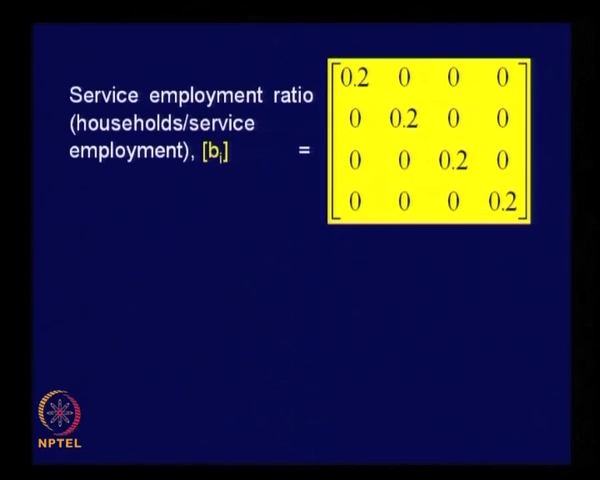 Service employment ratio
(households/service
employment), [bᵢ] =
0.2 0 0 0
0 0.2 0 0
0 0 0.2 0
0 0 0 0.2
NPTEL